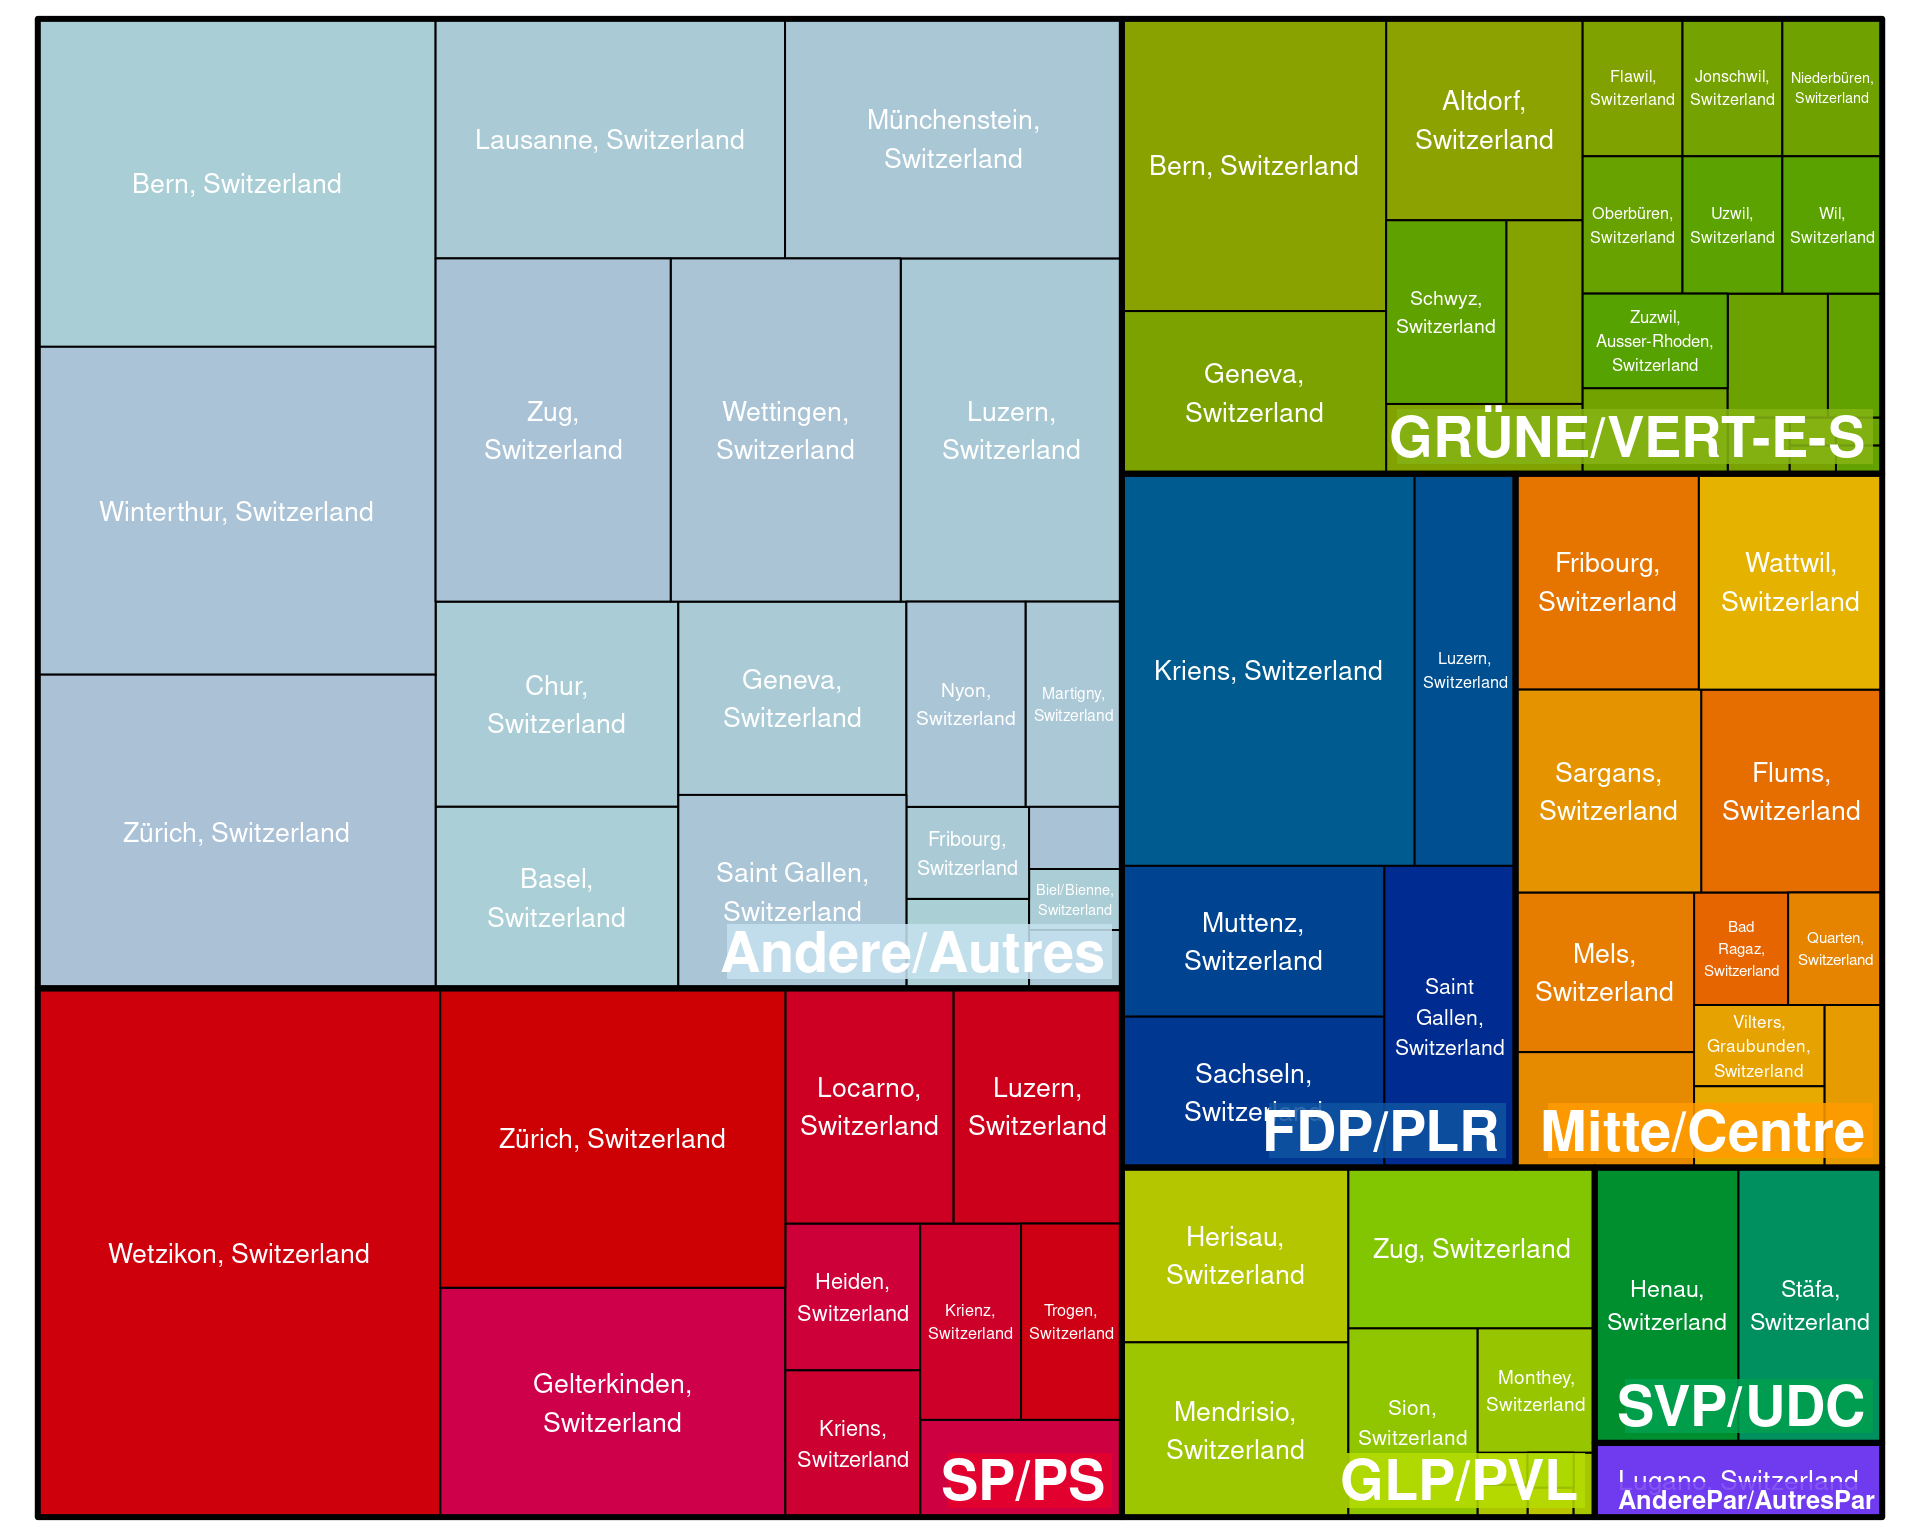 Bern, Switzerland
Lausanne, Switzerland
Münchenstein,
Switzerland
Winterthur, Switzerland
Zug,
Switzerland
Wettingen,
Switzerland
Luzern,
Switzerland
Zürich, Switzerland
Chur,
Switzerland
Geneva,
Switzerland
Nyon,
Switzerland
Martigny,
Switzerland
Basel,
Switzerland
Saint Gallen,
Switzerland
Fribourg,
Switzerland
Biel/Bienne,
Switzerland
Andere/Autres
Bern, Switzerland
Altdorf,
Switzerland
Flawil,
Switzerland
Jonschwil,
Switzerland
Niederbüren,
Switzerland
Oberbüren,
Switzerland
Uzwil,
Switzerland
Wil,
Switzerland
Geneva,
Switzerland
Schwyz,
Switzerland
Zuzwil,
Ausser-Rhoden,
Switzerland
GRÜNE/VERT-E-S
Kriens, Switzerland
Luzern,
Switzerland
Muttenz,
Switzerland
Sachseln,
Switzerland
Saint
Gallen,
Switzerland
FDP/PLR
Fribourg,
Switzerland
Wattwil,
Switzerland
Sargans,
Switzerland
Flums,
Switzerland
Mels,
Switzerland
Bad
Ragaz,
Switzerland
Quarten,
Switzerland
Vilters,
Graubunden,
Switzerland
Mitte/Centre
Wetzikon, Switzerland
Zürich, Switzerland
Gelterkinden,
Switzerland
Locarno,
Switzerland
Luzern,
Switzerland
Heiden,
Switzerland
Krienz,
Switzerland
Trogen,
Switzerland
Kriens,
Switzerland
SP/PS
Herisau,
Switzerland
Zug, Switzerland
Mendrisio,
Switzerland
Sion,
Switzerland
Monthey,
Switzerland
GLP/PVL
Henau,
Switzerland
Stäfa,
Switzerland
SVP/UDC
Lugano, Switzerland
AnderePar/AutresPar